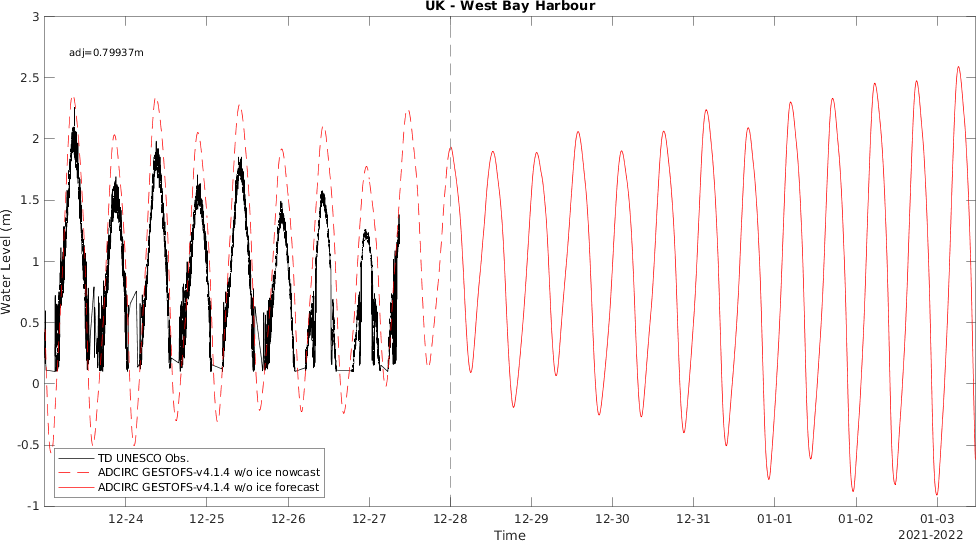 UK - West Bay Harbour
adj=0.79937m
3
2.5
2
1.5
1
0.5
0
-0.5
-1
Water Level (m)
TD UNESCO Obs.
ADCIRC GESTOFS-v4.1.4 w/o ice nowcast
ADCIRC GESTOFS-v4.1.4 w/o ice forecast
12-24 12-25 12-26 12-27 12-28 12-29 12-30 12-31 01-01 01-02 01-03
Time
2021-2022